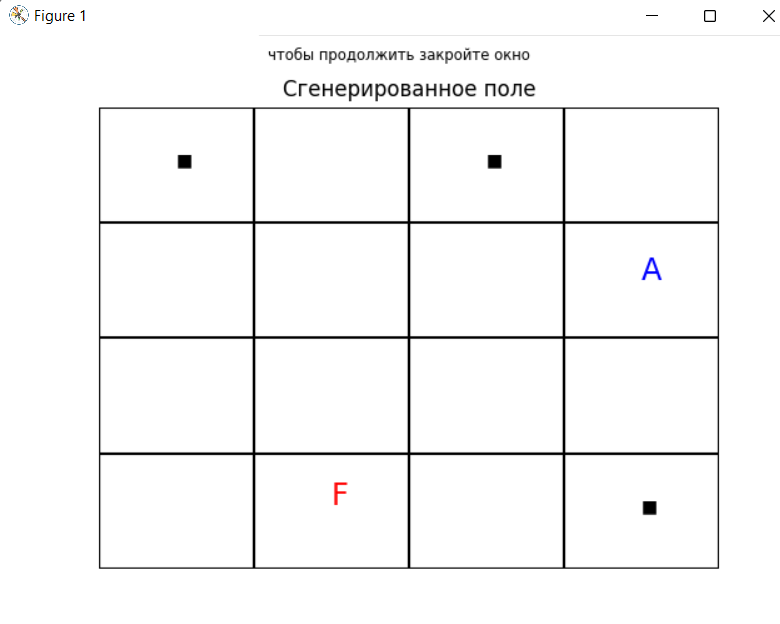 Figure 1
чтобы продолжить закройте окно
Сгенерированное поле
A
F